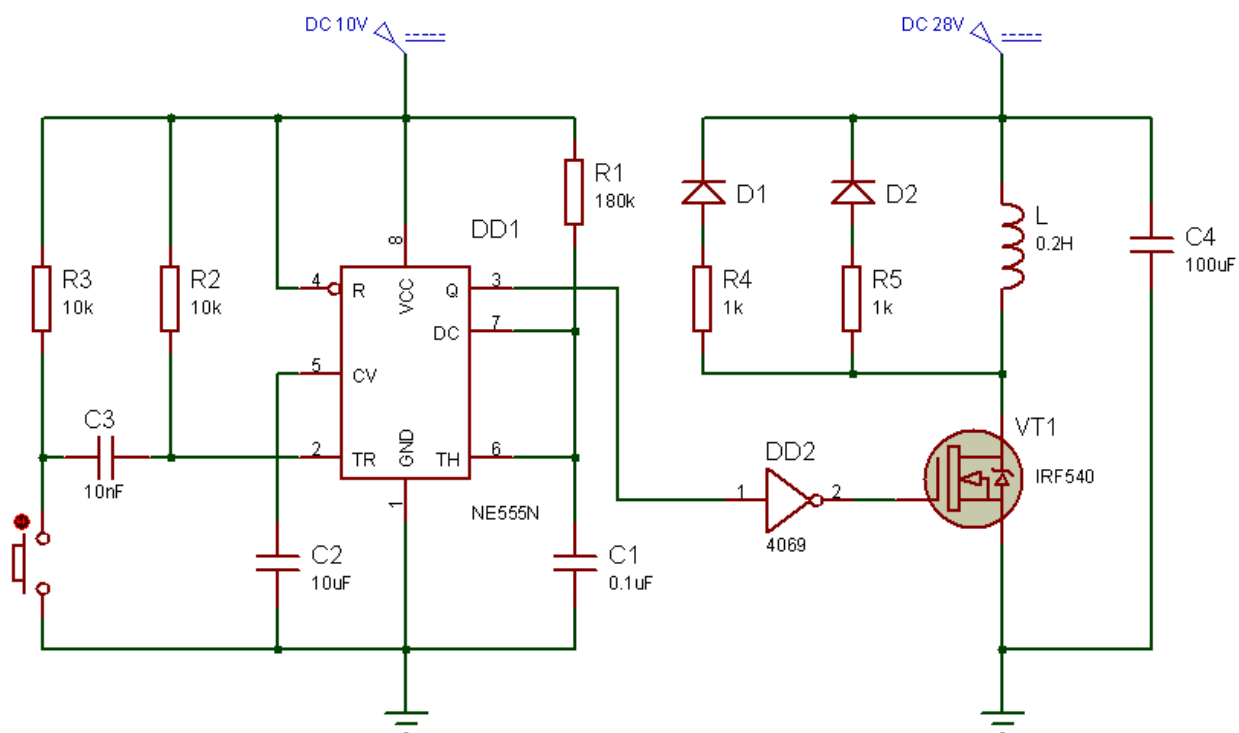 DC 10V
DC 28V
R3
10k
R2
10k
R1
180k
DD1
8
VCC
4
R
Q
3
DC
7
5
CV
2
TR
GND
TH
6
1
NE555N
C3
10nF
C2
10uF
C1
0.1uF
D1
D2
R4
1k
R5
1k
L
0.2H
C4
100uF
VT1
IRF540
DD2
1
2
4069